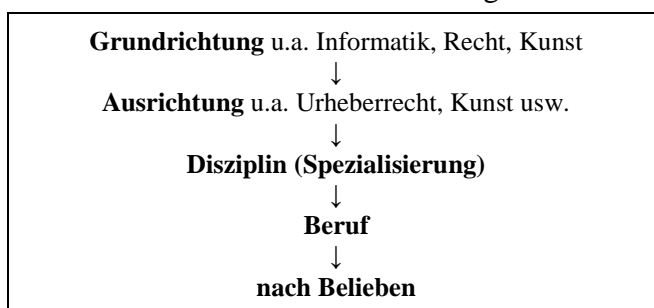 Grundrichtung u.a. Informatik, Recht, Kunst
↓
Ausrichtung u.a. Urheberrecht, Kunst usw.
↓
Disziplin (Spezialisierung)
↓
Beruf
↓
nach Belieben